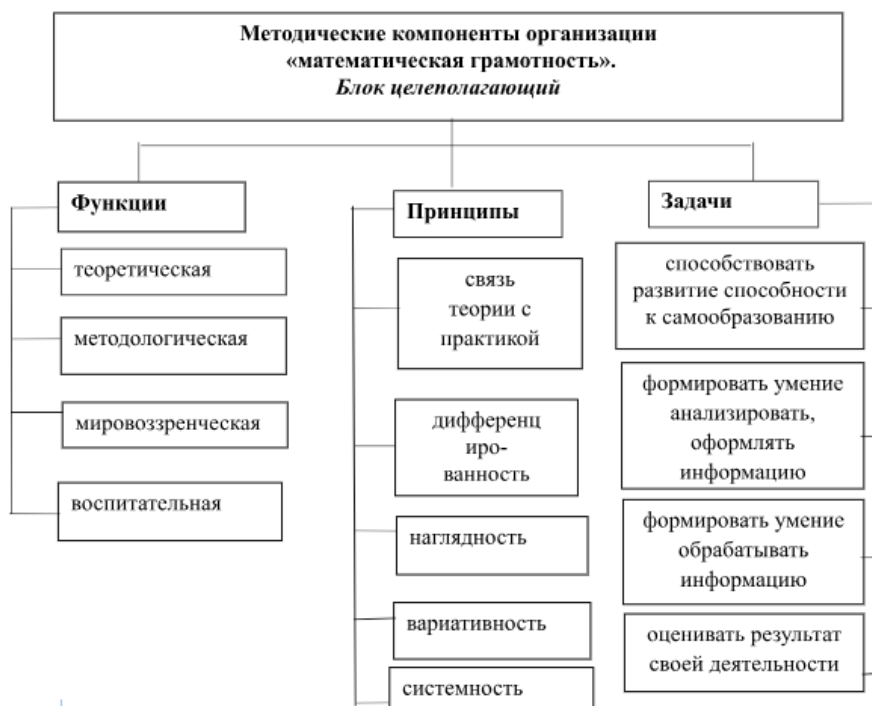 Методические компоненты организации
«математическая грамотность».
Блок целеполагающий
Функции
теоретическая
методологическая
мировоззренческая
воспитательная
Принципы
связь
теории с
практикой
дифференц
иро-
ванность
наглядность
вариативность
системность
Задачи
способствовать
развитие способности
к самообразованию
формировать умение
анализировать,
оформлять
информацию
формировать умение
обрабатывать
информацию
оценивать результат
своей деятельности